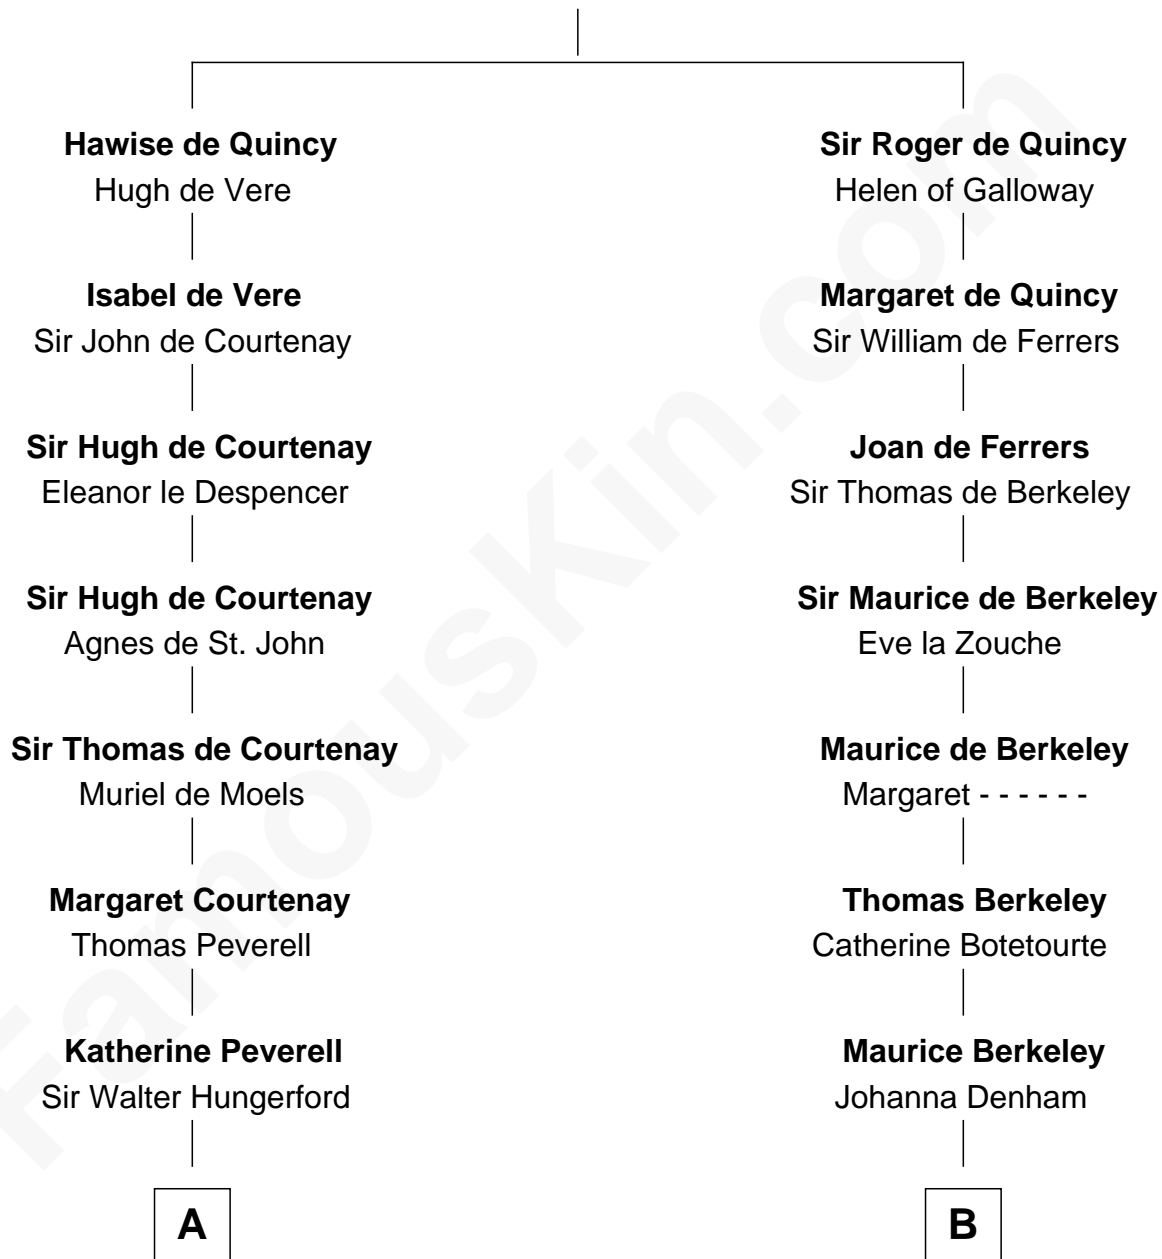 Hawise de Quincy
Hugh de Vere
Isabel de Vere
Sir John de Courtenay
Sir Hugh de Courtenay
Eleanor le Despencer
Sir Hugh de Courtenay
Agnes de St. John
Sir Thomas de Courtenay
Muriel de Moels
Margaret Courtenay
Thomas Peverell
Katherine Peverell
Sir Walter Hungerford
A
Sir Roger de Quincy
Helen of Galloway
Margaret de Quincy
Sir William de Ferrers
Joan de Ferrers
Sir Thomas de Berkeley
Sir Maurice de Berkeley
Eve la Zouche
Maurice de Berkeley
Margaret - - - - - -
Thomas Berkeley
Catherine Botetourte
Maurice Berkeley
Johanna Denham
B
FamousKin.com